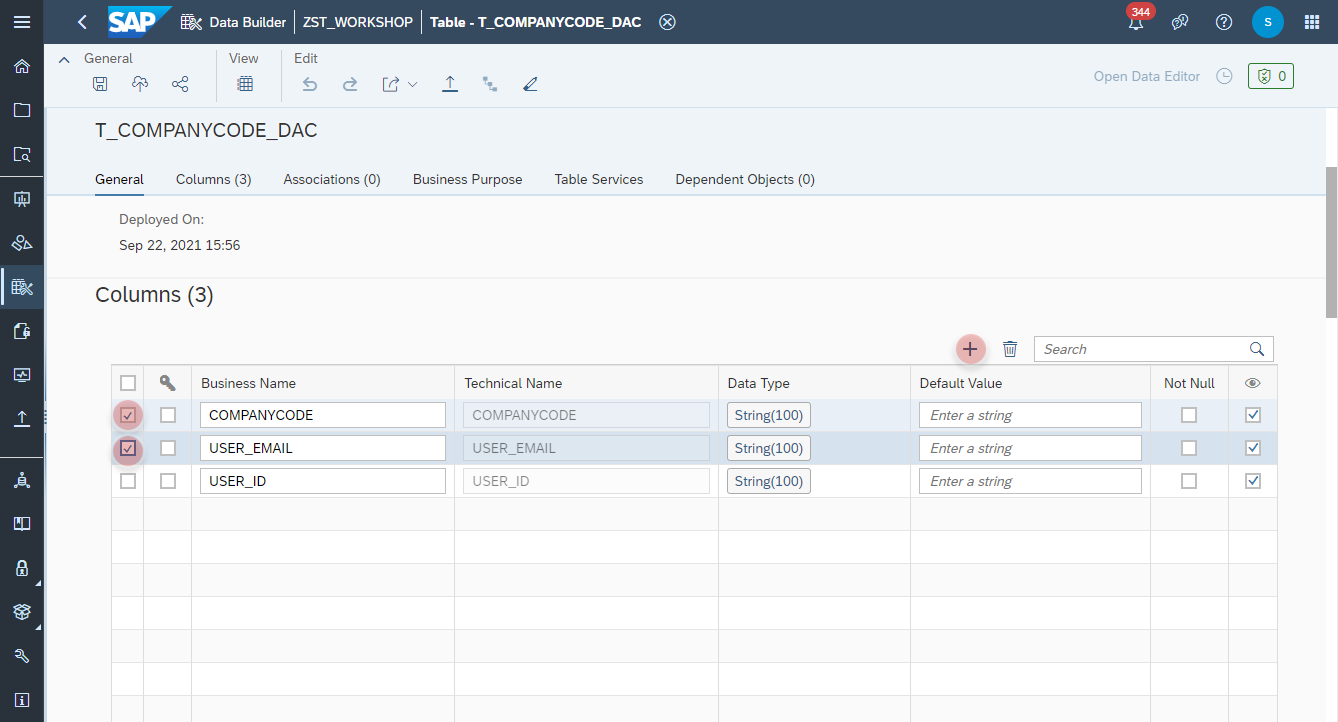 SAP Data Builder ZST_WORKSHOP Table - T_COMPANYCODE_DAC 344 S
General View Edit
Open Data Editor 0
T_COMPANYCODE_DAC
General Columns (3) Associations (0) Business Purpose Table Services Dependent Objects (0)
Deployed On:
Sep 22, 2021 15:56
Columns (3)
Search
Business Name Technical Name Data Type Default Value Not Null
COMPANYCODE COMPANYCODE String(100) Enter a string
USER_EMAIL USER_EMAIL String(100) Enter a string
USER_ID USER_ID String(100) Enter a string